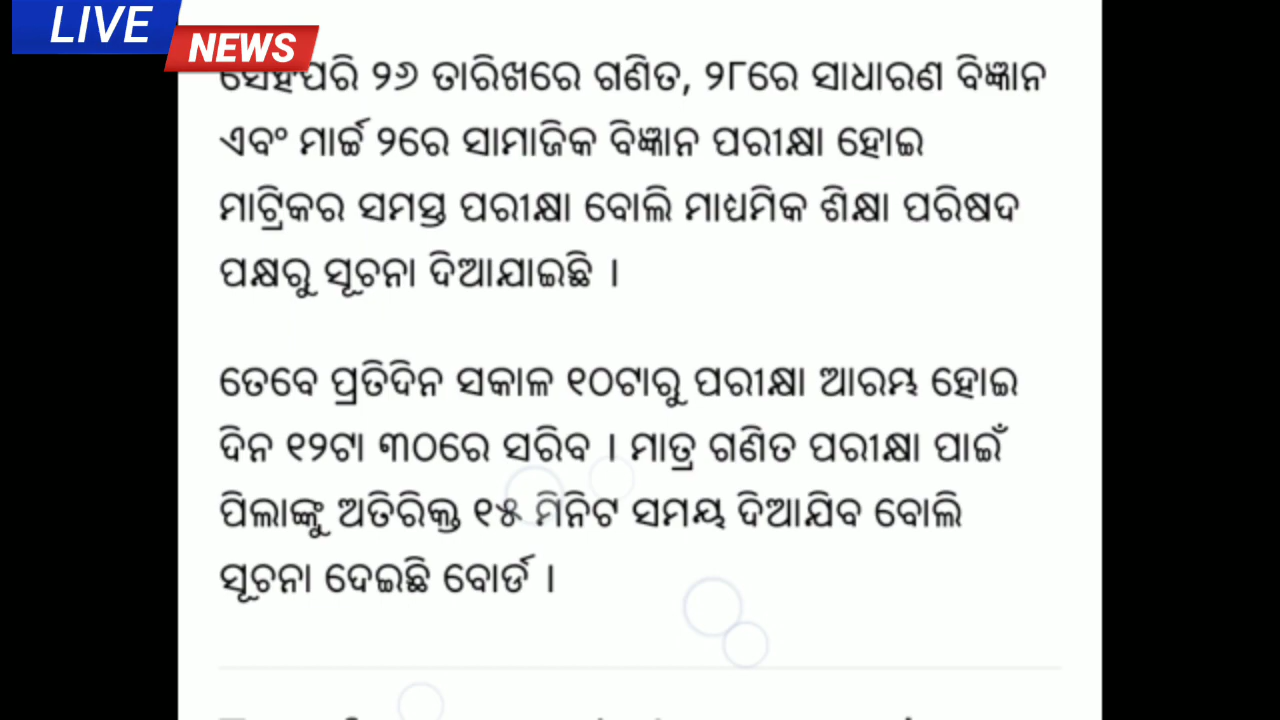 LIVE
NEWS
ସେହିପରି ୨୬ ତାରିଖରେ ଗଣିତ, ୨୮ରେ ସାଧାରଣ ବିଜ୍ଞାନ
ଏବଂ ମାର୍ଚ୍ଚ ୨ରେ ସାମାଜିକ ବିଜ୍ଞାନ ପରୀକ୍ଷା ହୋଇ
ମାଟ୍ରିକର ସମସ୍ତ ପରୀକ୍ଷା ବୋଲି ମାଧ୍ୟମିକ ଶିକ୍ଷା ପରିଷଦ
ପକ୍ଷରୁ ସୂଚନା ଦିଆଯାଇଛି ।
ତେବେ ପ୍ରତିଦିନ ସକାଳ ୧୦ଟାରୁ ପରୀକ୍ଷା ଆରମ୍ଭ ହୋଇ
ଦିନ ୧୨ଟା ୩୦ରେ ସରିବ । ମାତ୍ର ଗଣିତ ପରୀକ୍ଷା ପାଇଁ
ପିଲାଙ୍କୁ ଅତିରିକ୍ତ ୧୫ ମିନିଟ ସମୟ ଦିଆଯିବ ବୋଲି
ସୂଚନା ଦେଇଛି ବୋର୍ଡ ।